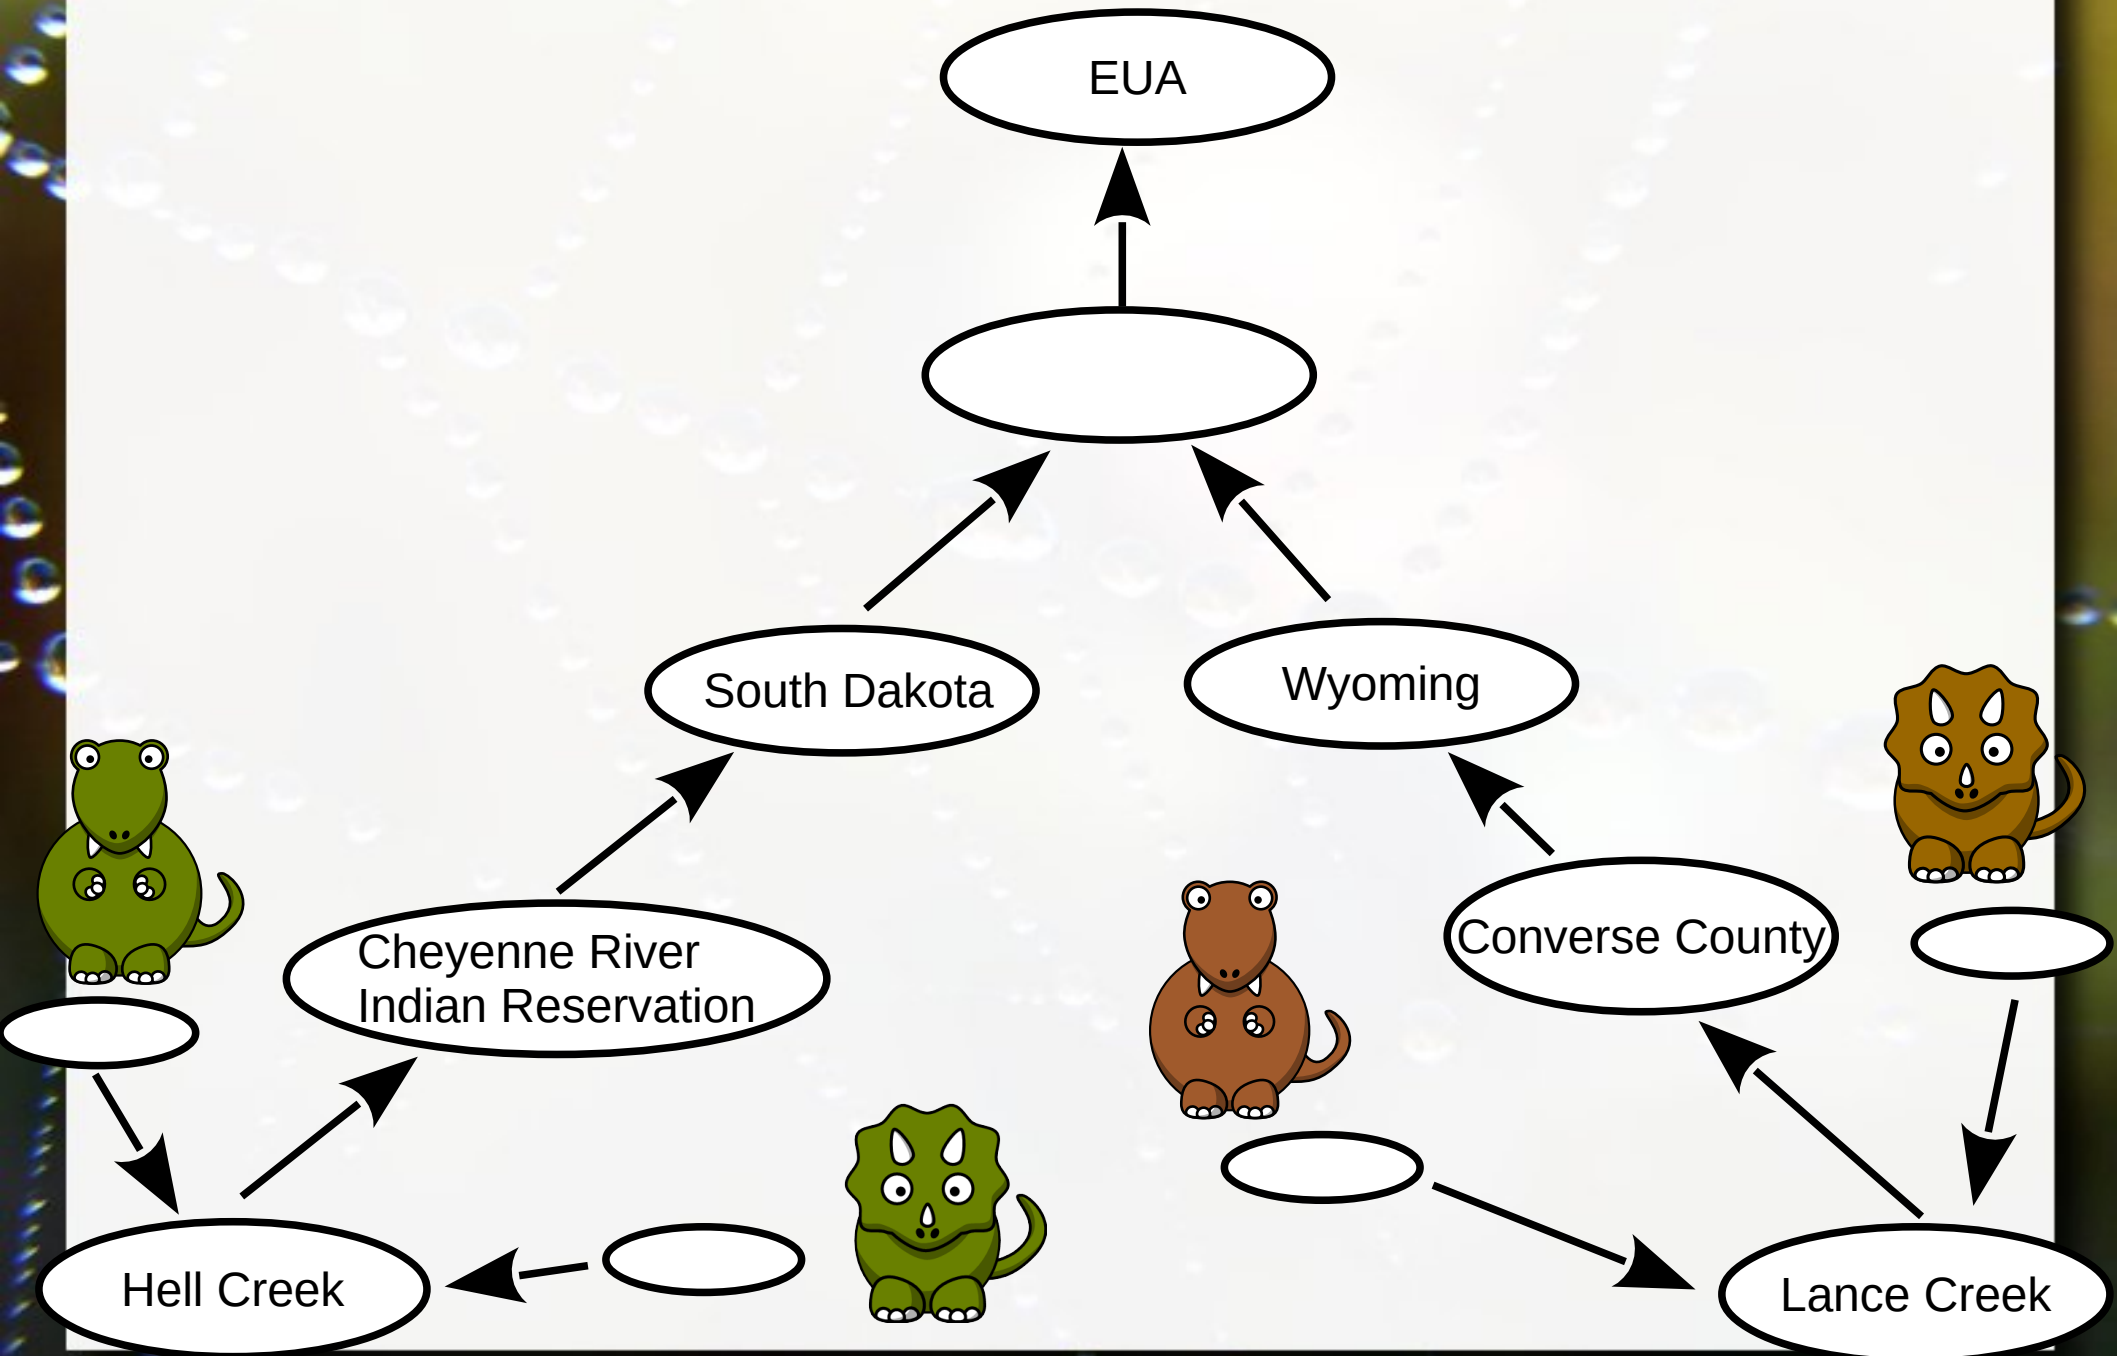 EUA
South Dakota
Wyoming
Cheyenne River
Indian Reservation
Converse County
Hell Creek
Lance Creek